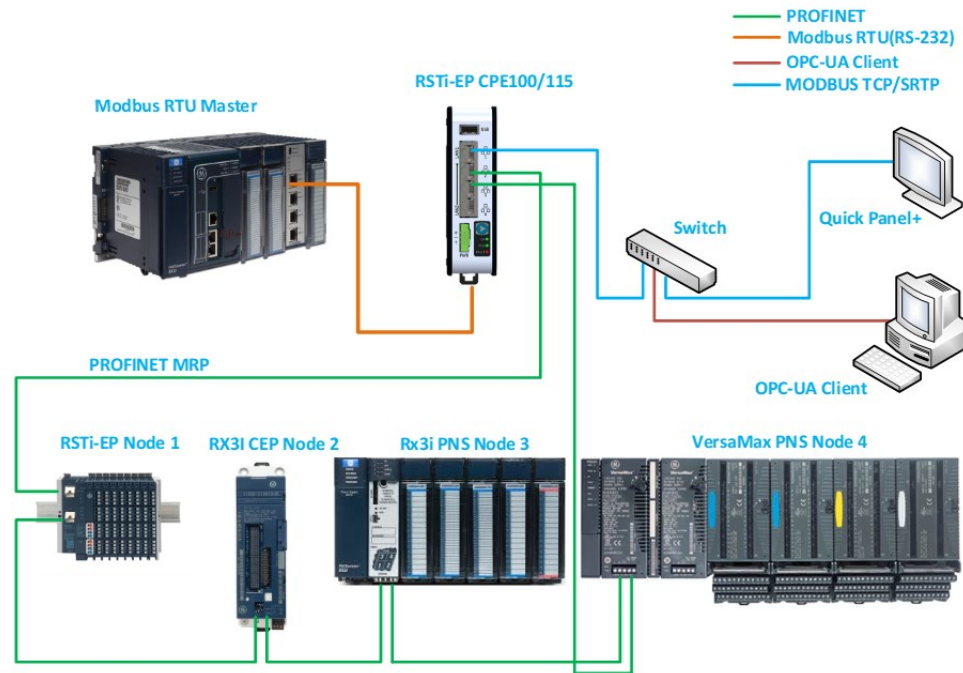 PROFINET
Modbus RTU(RS-232)
OPC-UA Client
MODBUS TCP/SRTP
RSTi-EP CPE100/115
Modbus RTU Master
Switch
Quick Panel+
OPC-UA Client
PROFINET MRP
RSTi-EP Node 1
RX3I CEP Node 2
Rx3i PNS Node 3
VersaMax PNS Node 4